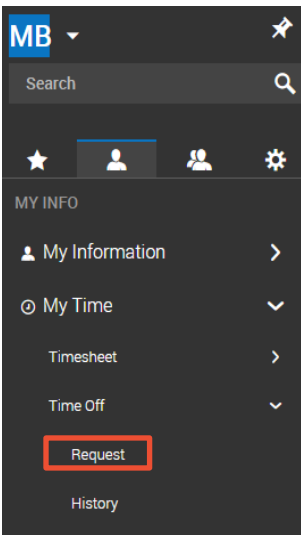 MB
Search
MY INFO
My Information
My Time
Timesheet
Time Off
Request
History